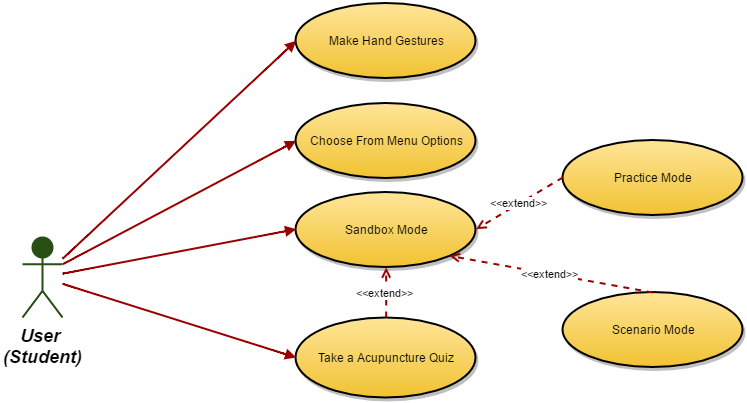 Make Hand Gestures
Choose From Menu Options
Practice Mode
<<extend>>
Sandbox Mode
<<extend>>
<<extend>>
User
(Student)
Take a Acupuncture Quiz
Scenario Mode